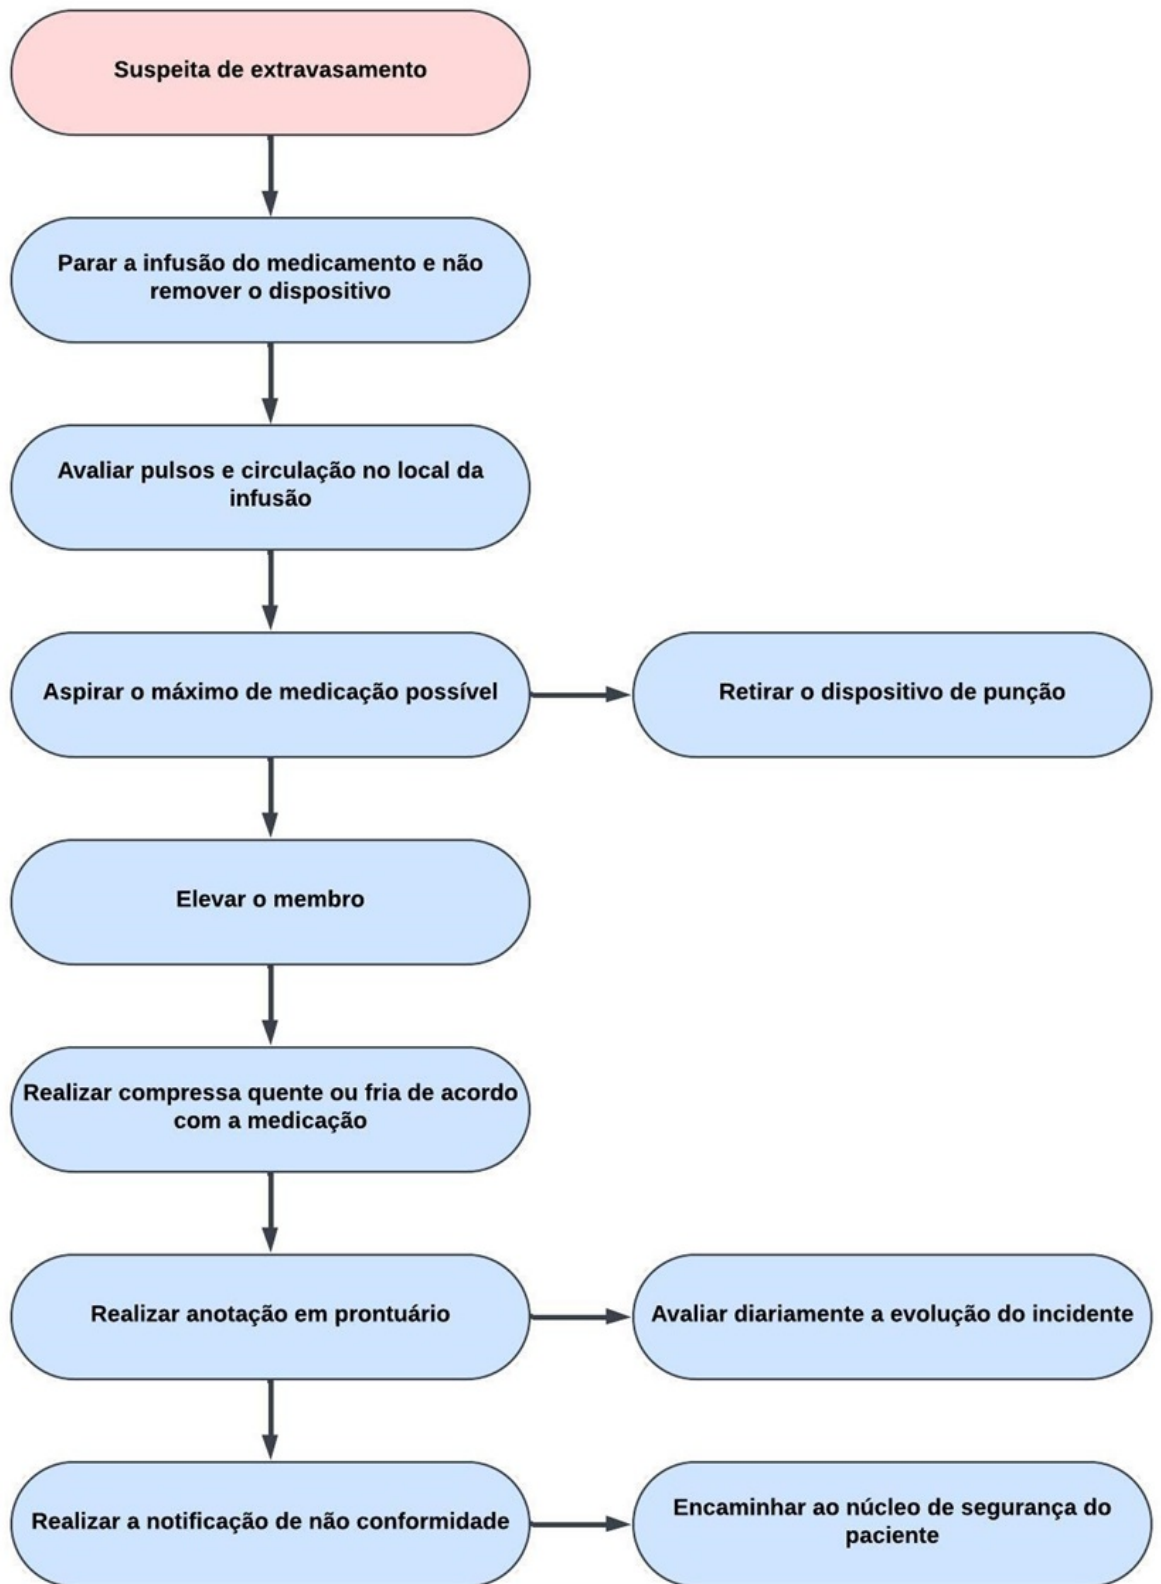 Suspeita de extravasamento
Parar a infusão do medicamento e não
remover o dispositivo
Avaliar pulsos e circulação no local da
infusão
Aspirar o máximo de medicação possível
Retirar o dispositivo de punção
Elevar o membro
Realizar compressa quente ou fria de acordo
com a medicação
Realizar anotação em prontuário
Avaliar diariamente a evolução do incidente
Realizar a notificação de não conformidade
Encaminhar ao núcleo de segurança do
paciente